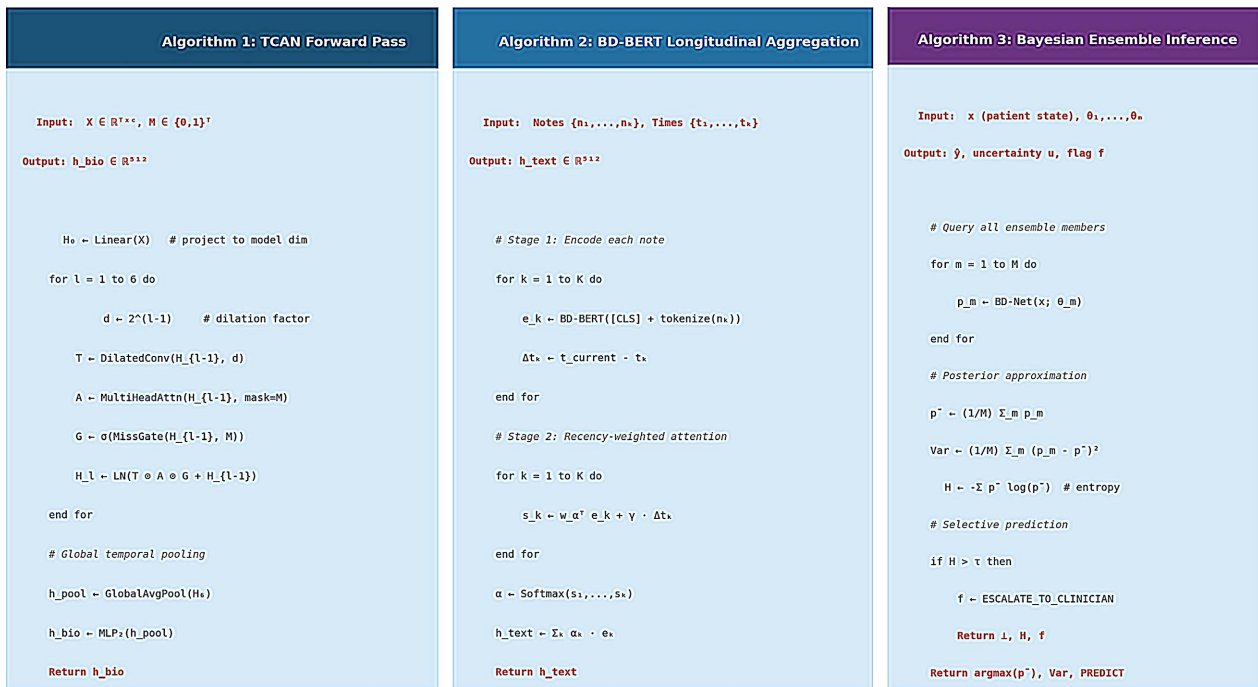 Algorithm 1: TCAN Forward Pass
Input:  X ∈ ℝᵀˣᶜ, M ∈ {0,1}ᵀ
Output: h_bio ∈ ℝ⁵¹²
H₀ ← Linear(X)   # project to model dim
for l = 1 to 6 do
d ← 2^(l-1)     # dilation factor
T ← DilatedConv(H_{l-1}, d)
A ← MultiHeadAttn(H_{l-1}, mask=M)
G ← σ(MissGate(H_{l-1}, M))
H_l ← LN(T ⊙ A ⊙ G + H_{l-1})
end for
# Global temporal pooling
h_pool ← GlobalAvgPool(H₆)
h_bio ← MLP₂(h_pool)
Return h_bio
Algorithm 2: BD-BERT Longitudinal Aggregation
Input:  Notes {n₁,...,nₖ}, Times {t₁,...,tₖ}
Output: h_text ∈ ℝ⁵¹²
# Stage 1: Encode each note
for k = 1 to K do
e_k ← BD-BERT([CLS] + tokenize(nₖ))
Δtₖ ← t_current - tₖ
end for
# Stage 2: Recency-weighted attention
for k = 1 to K do
s_k ← w_αᵀ e_k + γ · Δtₖ
end for
α ← Softmax(s₁,...,sₖ)
h_text ← Σₖ αₖ · eₖ
Return h_text
Algorithm 3: Bayesian Ensemble Inference
Input:  x (patient state), θ₁,...,θₘ
Output: ŷ, uncertainty u, flag f
# Query all ensemble members
for m = 1 to M do
p_m ← BD-Net(x; θ_m)
end for
# Posterior approximation
p̄ ← (1/M) Σ_m p_m
Var ← (1/M) Σ_m (p_m - p̄)²
H ← -Σ p̄ log(p̄)  # entropy
# Selective prediction
if H > τ then
f ← ESCALATE_TO_CLINICIAN
Return ⊥, H, f
Return argmax(p̄), Var, PREDICT